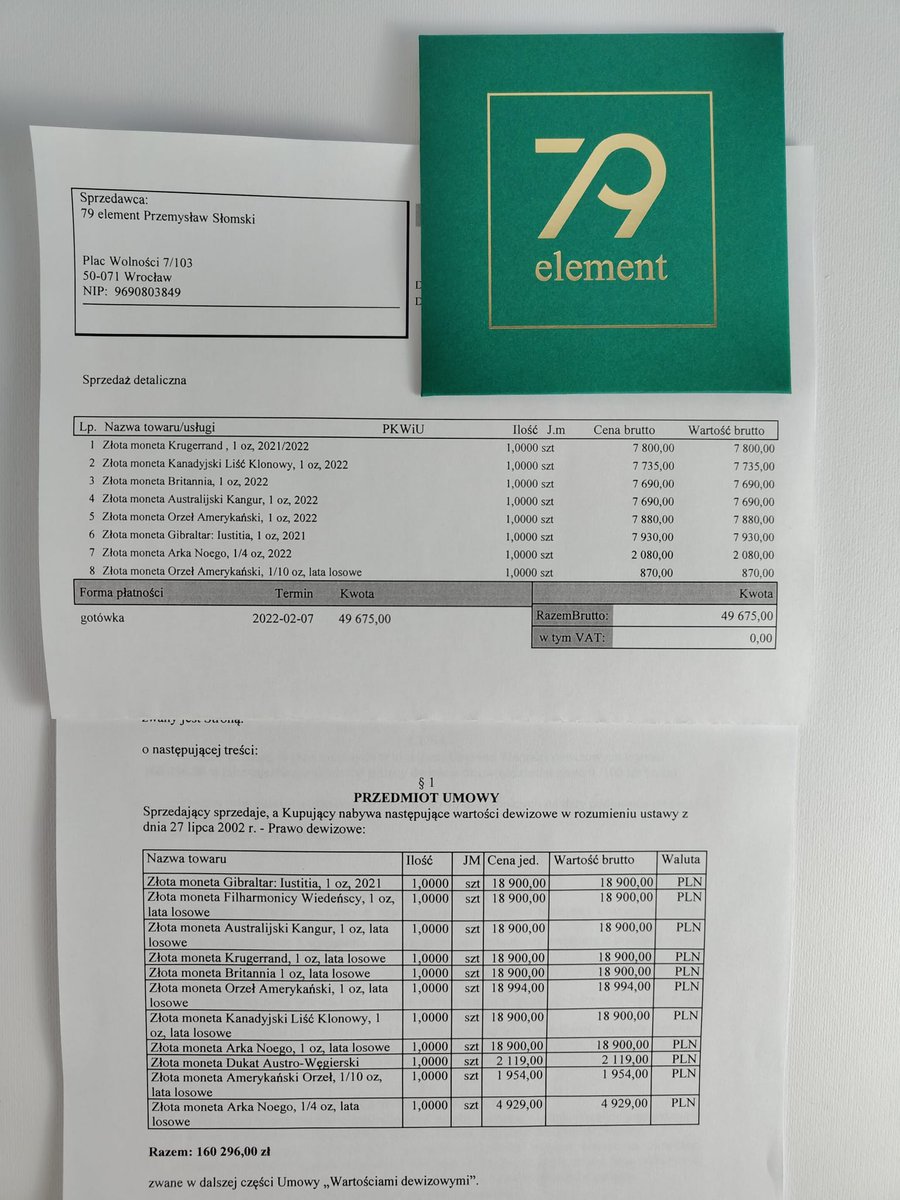 79
element
Sprzedawca:
79 element Przemysław Słomski
Plac Wolności 7/103
50-071 Wrocław
NIP: 9690803849
Sprzedaż detaliczna
Lp. Nazwa towaru/usługi PKWiU Ilość J.m Cena brutto Wartość brutto
1 Złota moneta Krugerrand , 1 oz, 2021/2022 1,0000 szt 7 800,00 7 800,00
2 Złota moneta Kanadyjski Liść Klonowy, 1 oz, 2022 1,0000 szt 7 735,00 7 735,00
3 Złota moneta Britannia, 1 oz, 2022 1,0000 szt 7 690,00 7 690,00
4 Złota moneta Australijski Kangur, 1 oz, 2022 1,0000 szt 7 690,00 7 690,00
5 Złota moneta Orzeł Amerykański, 1 oz, 2022 1,0000 szt 7 880,00 7 880,00
6 Złota moneta Gibraltar: Iustitia, 1 oz, 2021 1,0000 szt 7 930,00 7 930,00
7 Złota moneta Arka Noego, 1/4 oz, 2022 1,0000 szt 2 080,00 2 080,00
8 Złota moneta Orzeł Amerykański, 1/10 oz, lata losowe 1,0000 szt 870,00 870,00
Forma płatności Termin Kwota Kwota
gotówka 2022-02-07 49 675,00 RazemBrutto: 49 675,00
w tym VAT: 0,00
zwany jest Stroną.
o następującej treści:
§ 1
PRZEDMIOT UMOWY
Sprzedający sprzedaje, a Kupujący nabywa następujące wartości dewizowe w rozumieniu ustawy z
dnia 27 lipca 2002 r. - Prawo dewizowe:
Nazwa towaru Ilość JM Cena jed. Wartość brutto Waluta
Złota moneta Gibraltar: Iustitia, 1 oz, 2021 1,0000 szt 18 900,00 18 900,00 PLN
Złota moneta Filharmonicy Wiedeńscy, 1 oz, 1,0000 szt 18 900,00 18 900,00 PLN
lata losowe
Złota moneta Australijski Kangur, 1 oz, lata 1,0000 szt 18 900,00 18 900,00 PLN
losowe
Złota moneta Krugerrand, 1 oz, lata losowe 1,0000 szt 18 900,00 18 900,00 PLN
Złota moneta Britannia 1 oz, lata losowe 1,0000 szt 18 900,00 18 900,00 PLN
Złota moneta Orzeł Amerykański, 1 oz, lata 1,0000 szt 18 994,00 18 994,00 PLN
losowe
Złota moneta Kanadyjski Liść Klonowy, 1 1,0000 szt 18 900,00 18 900,00 PLN
oz, lata losowe
Złota moneta Arka Noego, 1 oz, lata losowe 1,0000 szt 18 900,00 18 900,00 PLN
Złota moneta Dukat Austro-Węgierski 1,0000 szt 2 119,00 2 119,00 PLN
Złota moneta Amerykański Orzeł, 1/10 oz, 1,0000 szt 1 954,00 1 954,00 PLN
lata losowe
Złota moneta Arka Noego, 1/4 oz, lata 1,0000 szt 4 929,00 4 929,00 PLN
losowe
Razem: 160 296,00 zł
zwane w dalszej części Umowy „Wartościami dewizowymi”.